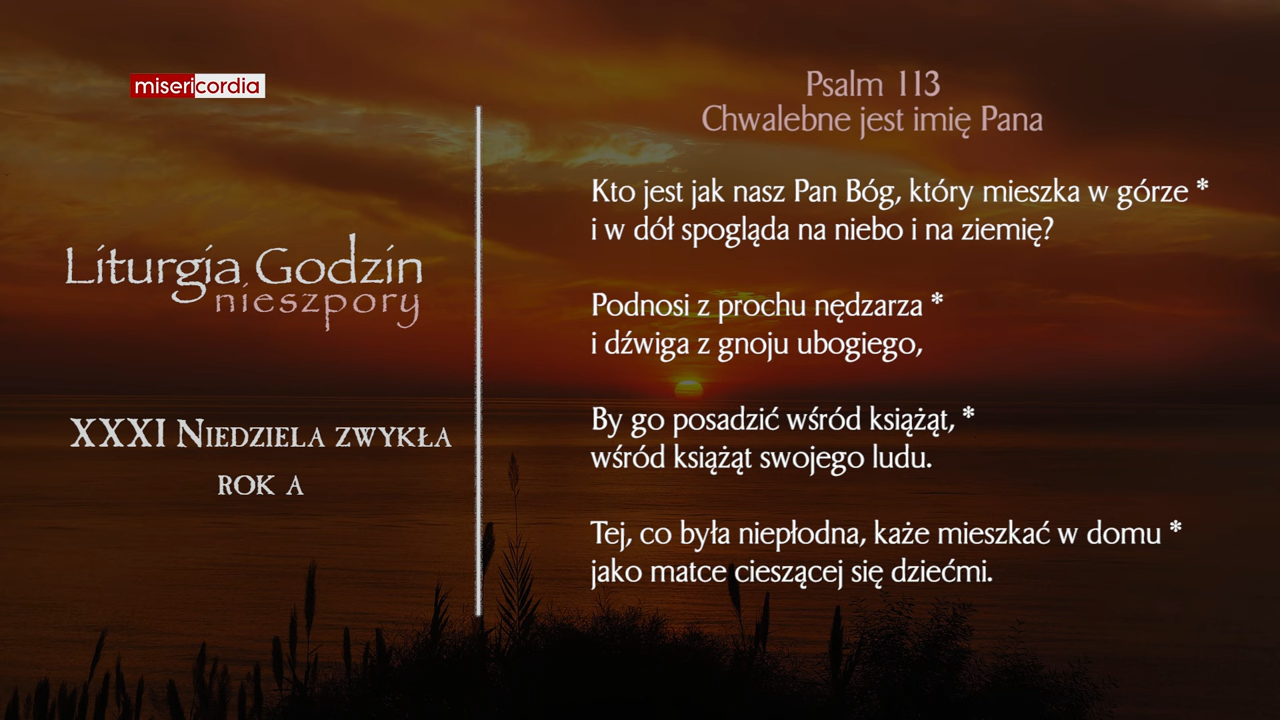 misericordia
Liturgia Godzin
nieszpory
XXXI Niedziela zwykła
rok A
Psalm 113
Chwalebne jest imię Pana
Kto jest jak nasz Pan Bóg, który mieszka w górze *
i w dół spogląda na niebo i na ziemię?
Podnosi z prochu nędzarza *
i dźwiga z gnoju ubogiego,
By go posadzić wśród książąt, *
wśród książąt swojego ludu.
Tej, co była niepłodna, każe mieszkać w domu *
jako matce cieszącej się dziećmi.